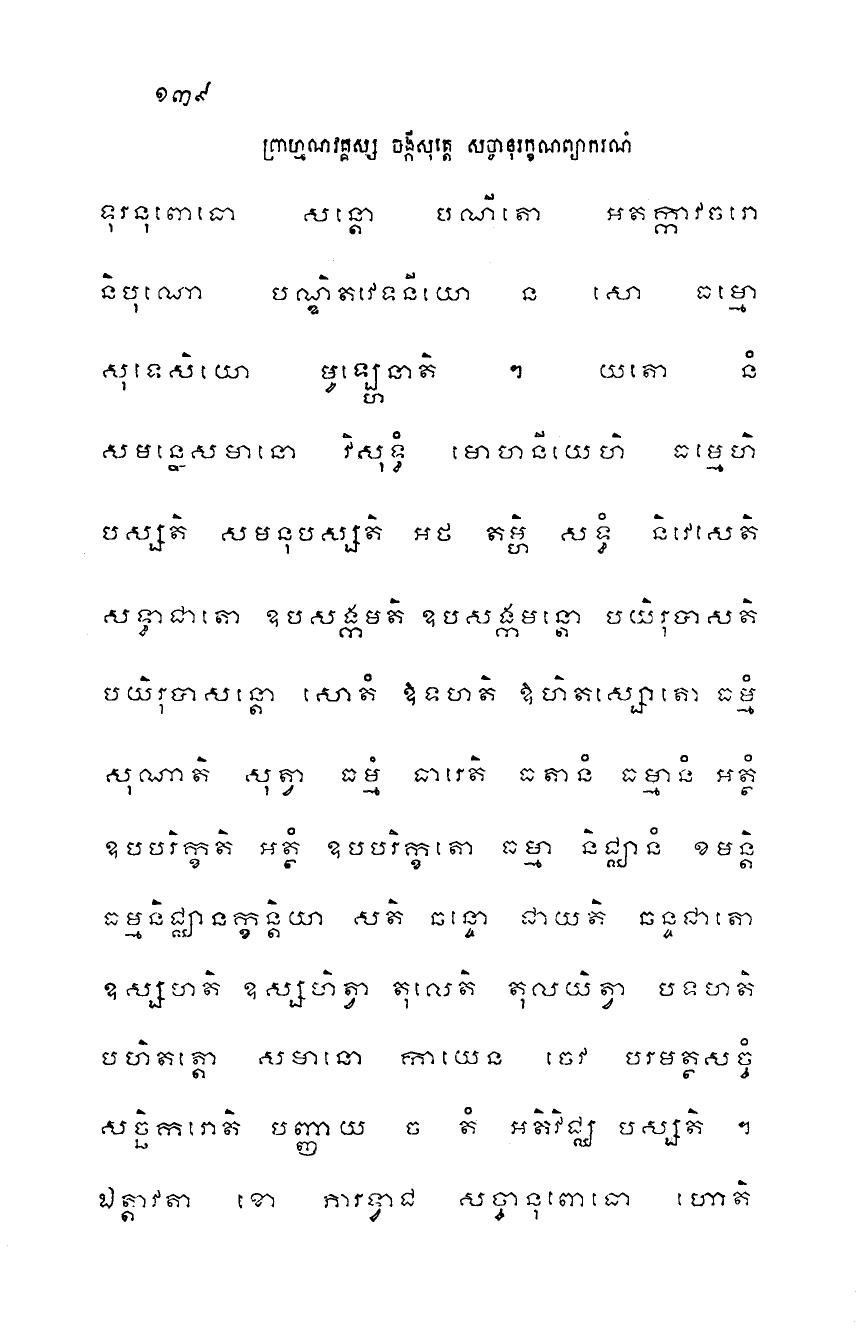 ១៣៩
ព្រាហ្មណវគ្គស្ស ចង្កីសុត្តេ សច្ចានុរក្ខណព្យាករណំ
ទុរនុពោធោ សន្តោ បណីតោ អតក្កាវចរោ
និបុណោ បណ្ឌិតវេទនីយោ ន សោ ធម្មោ
សុទេសិយោ មូឡ្ហេនាតិ ។ យតោ នំ
សមន្នេសមានោ វិសុទ្ធំ មោហនីយេហិ ធម្មេហិ
បស្សតិ សមនុបស្សតិ អថ តម្ហិ សទ្ធំ និវេសេតិ
សទ្ធាជាតោ ឧបសង្កមតិ ឧបសង្កមន្តោ បយិរុបាសតិ
បយិរុបាសន្តោ សោតំ ឱទហតិ ឱហិតស្សោតោ ធម្មំ
សុណាតិ សុត្វា ធម្មំ ធារេតិ ធតានំ ធម្មានំ អត្ថំ
ឧបបរិក្ខតិ អត្ថំ ឧបបរិក្ខតោ ធម្មា និជ្ឈានំ ខមន្តិ
ធម្មនិជ្ឈានក្ខន្តិយា សតិ ឆន្ទោ ជាយតិ ឆន្ទជាតោ
ឧស្សហតិ ឧស្សហិត្វា តុលេតិ តុលយិត្វា បទហតិ
បហិតត្តោ សមានោ កាយេន ចេវ បរមត្ថសច្ចំ
សច្ឆិករោតិ បញ្ញាយ ច តំ អតិវិជ្ឈ បស្សតិ ។
ឯត្តាវតា ខោ ភារទ្វាជ សច្ចានុពោធោ ហោតិ